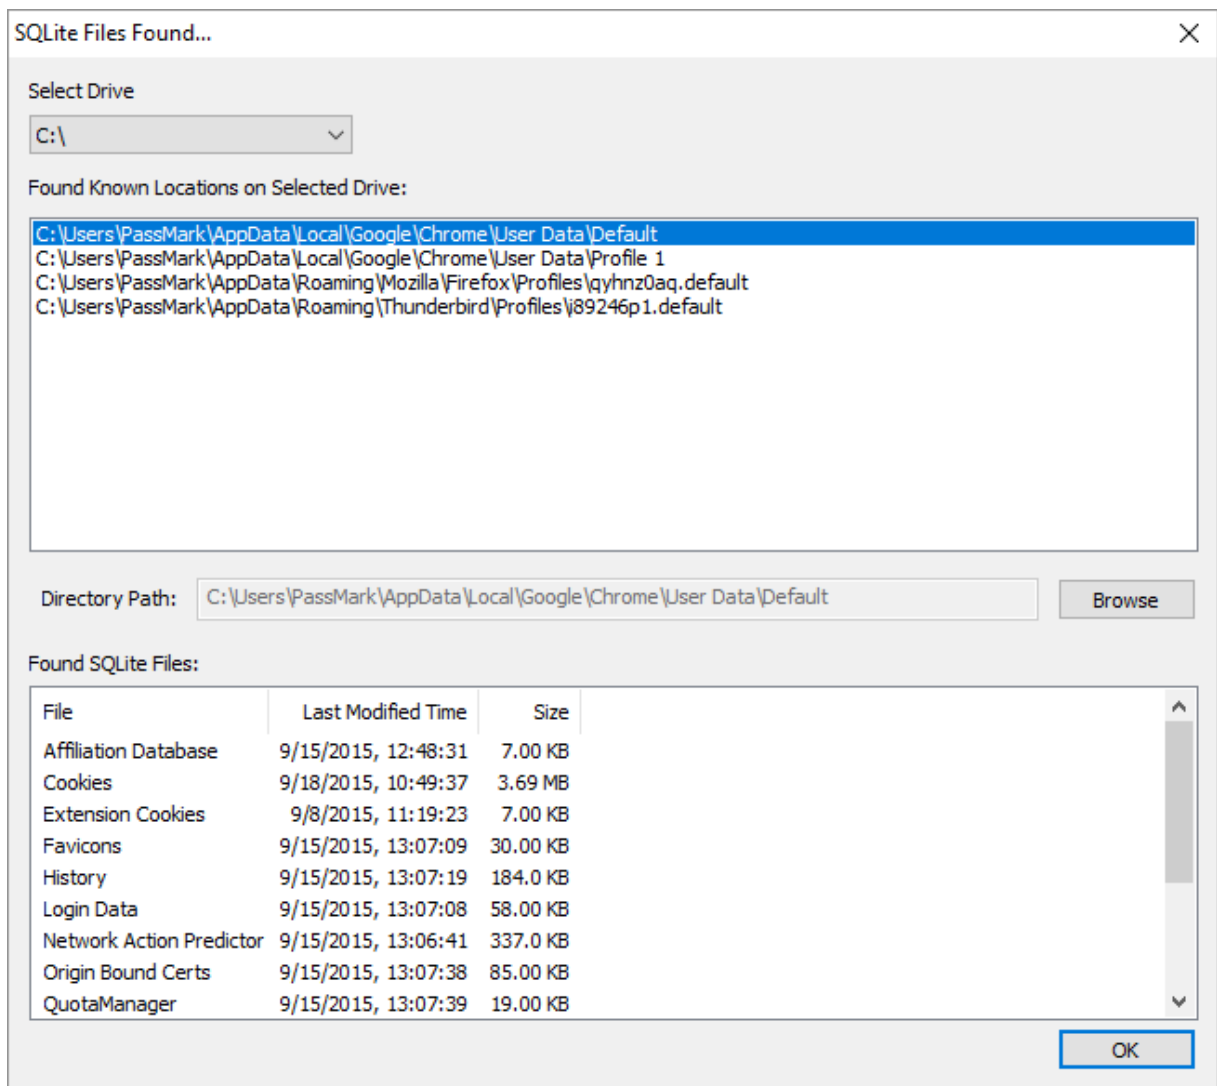 SQLite Files Found...
Select Drive
C:\
Found Known Locations on Selected Drive:
C:\Users\PassMark\AppData\Local\Google\Chrome\User Data\Default
C:\Users\PassMark\AppData\Local\Google\Chrome\User Data\Profile 1
C:\Users\PassMark\AppData\Roaming\Mozilla\Firefox\Profiles\qyhnz0aq.default
C:\Users\PassMark\AppData\Roaming\Thunderbird\Profiles\i89246p1.default
Directory Path: C:\Users\PassMark\AppData\Local\Google\Chrome\User Data\Default Browse
Found SQLite Files:
File Last Modified Time Size
Affiliation Database 9/15/2015, 12:48:31 7.00 KB
Cookies 9/18/2015, 10:49:37 3.69 MB
Extension Cookies 9/8/2015, 11:19:23 7.00 KB
Favicons 9/15/2015, 13:07:09 30.00 KB
History 9/15/2015, 13:07:19 184.0 KB
Login Data 9/15/2015, 13:07:08 58.00 KB
Network Action Predictor 9/15/2015, 13:06:41 337.0 KB
Origin Bound Certs 9/15/2015, 13:07:38 85.00 KB
QuotaManager 9/15/2015, 13:07:39 19.00 KB
OK